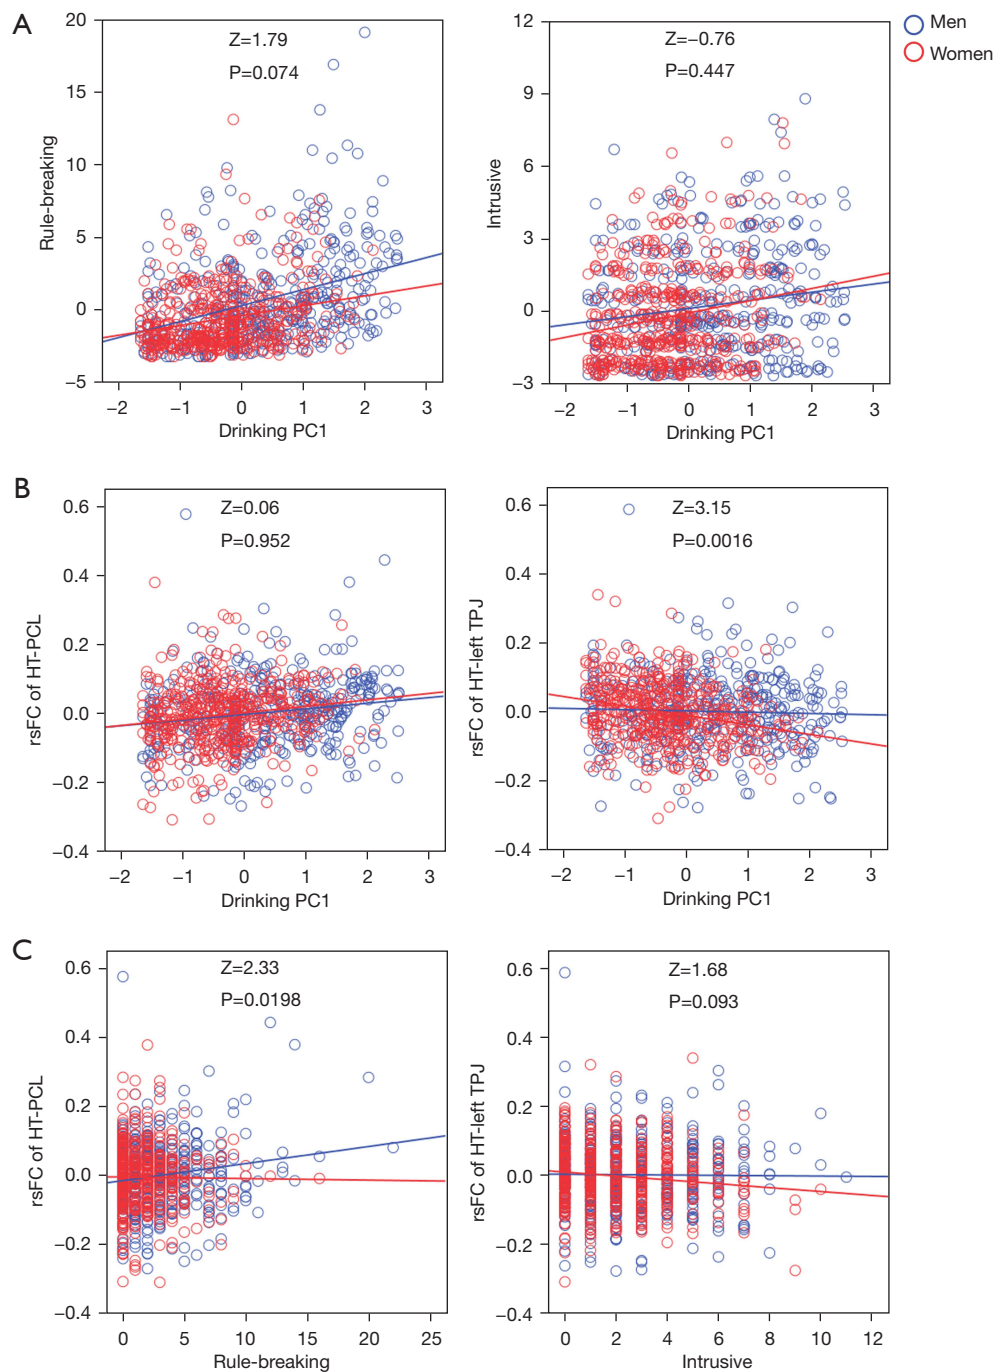 A
Z=1.79
P=0.074
Rule-breaking
20
15
10
5
0
−5
−2 −1 0 1 2 3
Drinking PC1
Z=−0.76
P=0.447
Intrusive
12
9
6
3
0
−3
−2 −1 0 1 2 3
Drinking PC1
Men
Women
B
Z=0.06
P=0.952
rsFC of HT-PCL
0.6
0.4
0.2
0.0
−0.2
−0.4
−2 −1 0 1 2 3
Drinking PC1
Z=3.15
P=0.0016
rsFC of HT-left TPJ
0.6
0.4
0.2
0.0
−0.2
−0.4
−2 −1 0 1 2 3
Drinking PC1
C
Z=2.33
P=0.0198
rsFC of HT-PCL
0.6
0.4
0.2
0.0
−0.2
−0.4
0 5 10 15 20 25
Rule-breaking
Z=1.68
P=0.093
rsFC of HT-left TPJ
0.6
0.4
0.2
0.0
−0.2
−0.4
0 2 4 6 8 10 12
Intrusive